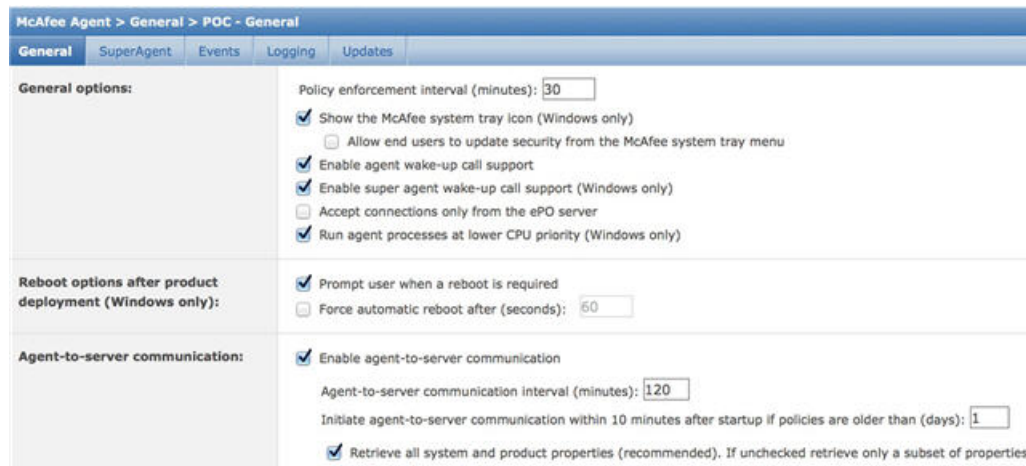 McAfee Agent > General > POC - General
General SuperAgent Events Logging Updates
General options:
Policy enforcement interval (minutes): 30
Show the McAfee system tray icon (Windows only)
Allow end users to update security from the McAfee system tray menu
Enable agent wake-up call support
Enable super agent wake-up call support (Windows only)
Accept connections only from the ePO server
Run agent processes at lower CPU priority (Windows only)
Reboot options after product
deployment (Windows only):
Prompt user when a reboot is required
Force automatic reboot after (seconds): 60
Agent-to-server communication:
Enable agent-to-server communication
Agent-to-server communication interval (minutes): 120
Initiate agent-to-server communication within 10 minutes after startup if policies are older than (days): 1
Retrieve all system and product properties (recommended). If unchecked retrieve only a subset of properties